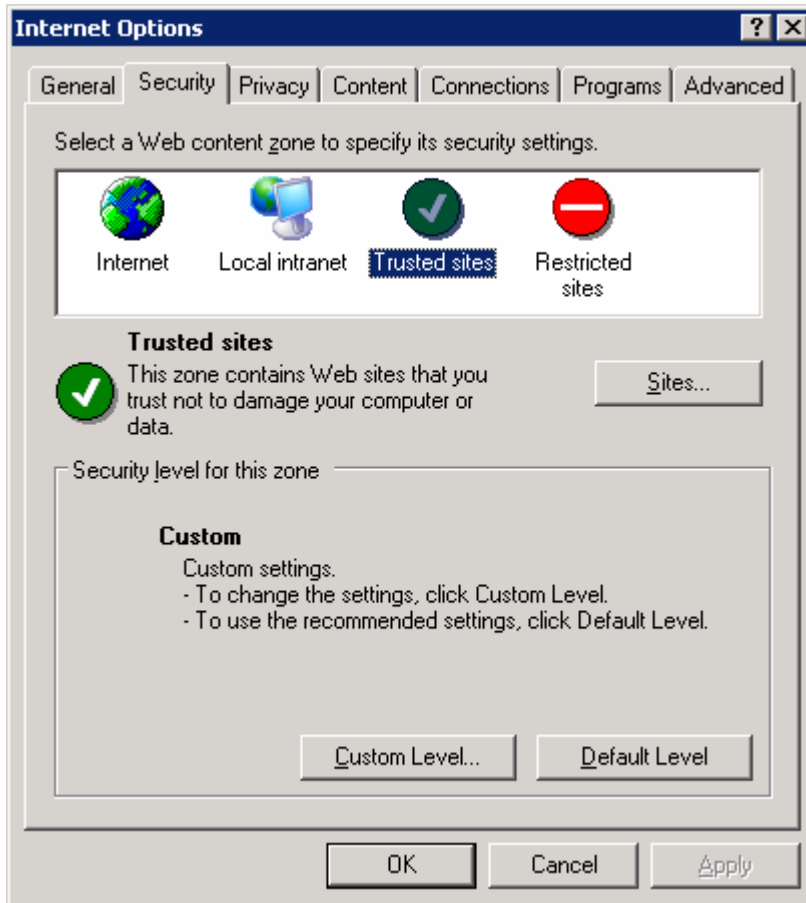 Internet Options
General Security Privacy Content Connections Programs Advanced
Select a Web content zone to specify its security settings.
Internet Local intranet Trusted sites Restricted
sites
Trusted sites
This zone contains Web sites that you
trust not to damage your computer or
data.
Sites...
Security level for this zone
Custom
Custom settings.
- To change the settings, click Custom Level.
- To use the recommended settings, click Default Level.
Custom Level... Default Level
OK Cancel Apply